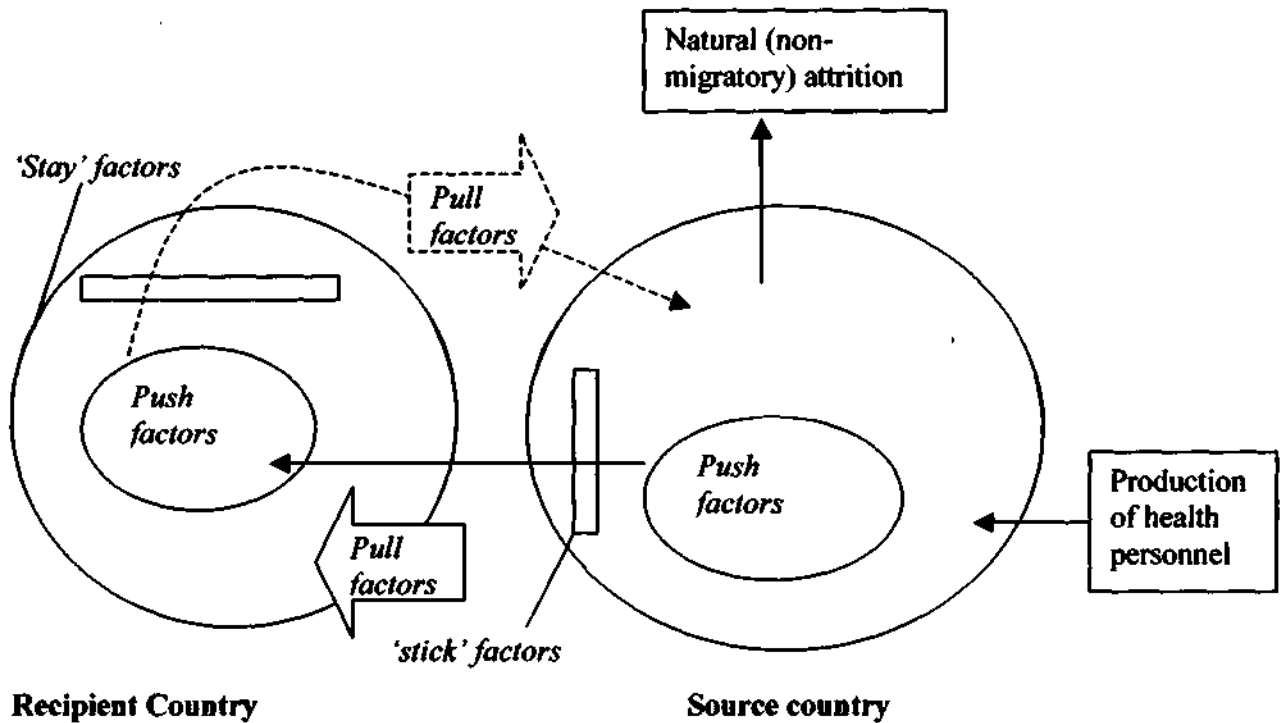 Natural (non-
migratory) attrition
‘Stay’ factors
Pull
factors
Push
factors
Push
factors
Production
of health
personnel
Pull
factors
‘stick’ factors
Recipient Country
Source country